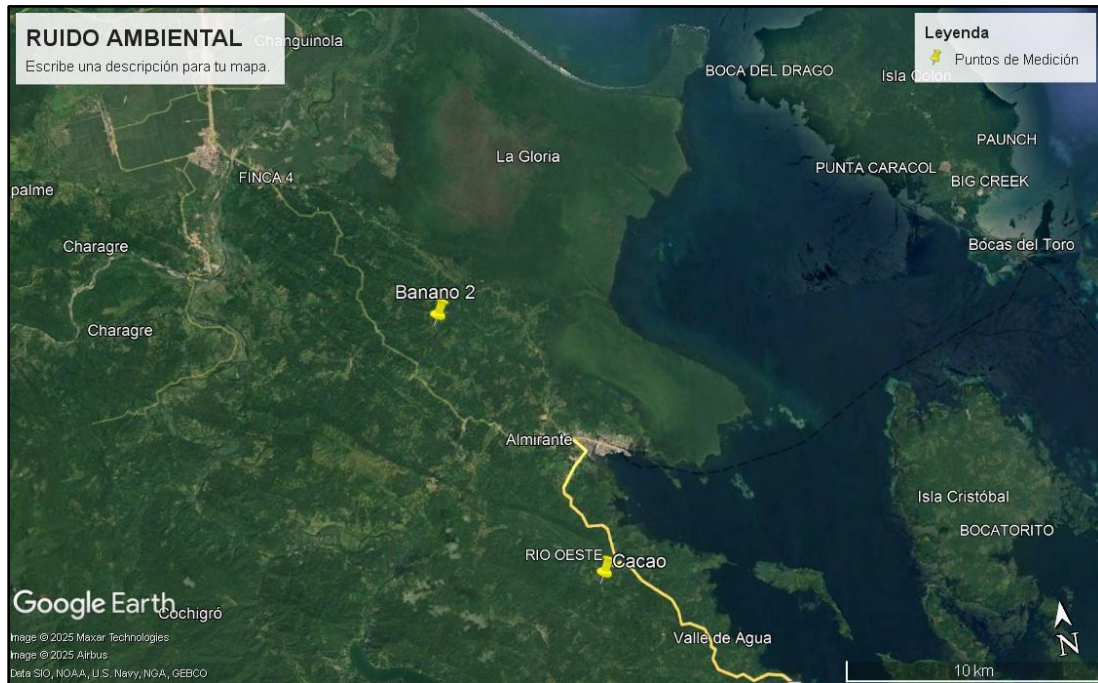 RUIDO AMBIENTAL
Escribe una descripción para tu mapa.
Leyenda
Puntos de Medición
Changuinola
BOCA DEL DRAGO
Isla Colón
PAUNCH
La Gloria
PUNTA CARACOL
BIG CREEK
FINCA 4
palme
Charagre
Bocas del Toro
Banano 2
Charagre
Almirante
Isla Cristóbal
BOCATORITO
RIO OESTE
Cacao
Google Earth
Cochigró
Valle de Agua
Image © 2025 Maxar Technologies
Image © 2025 Airbus
Data SIO, NOAA, U.S. Navy, NGA, GEBCO
N
10 km